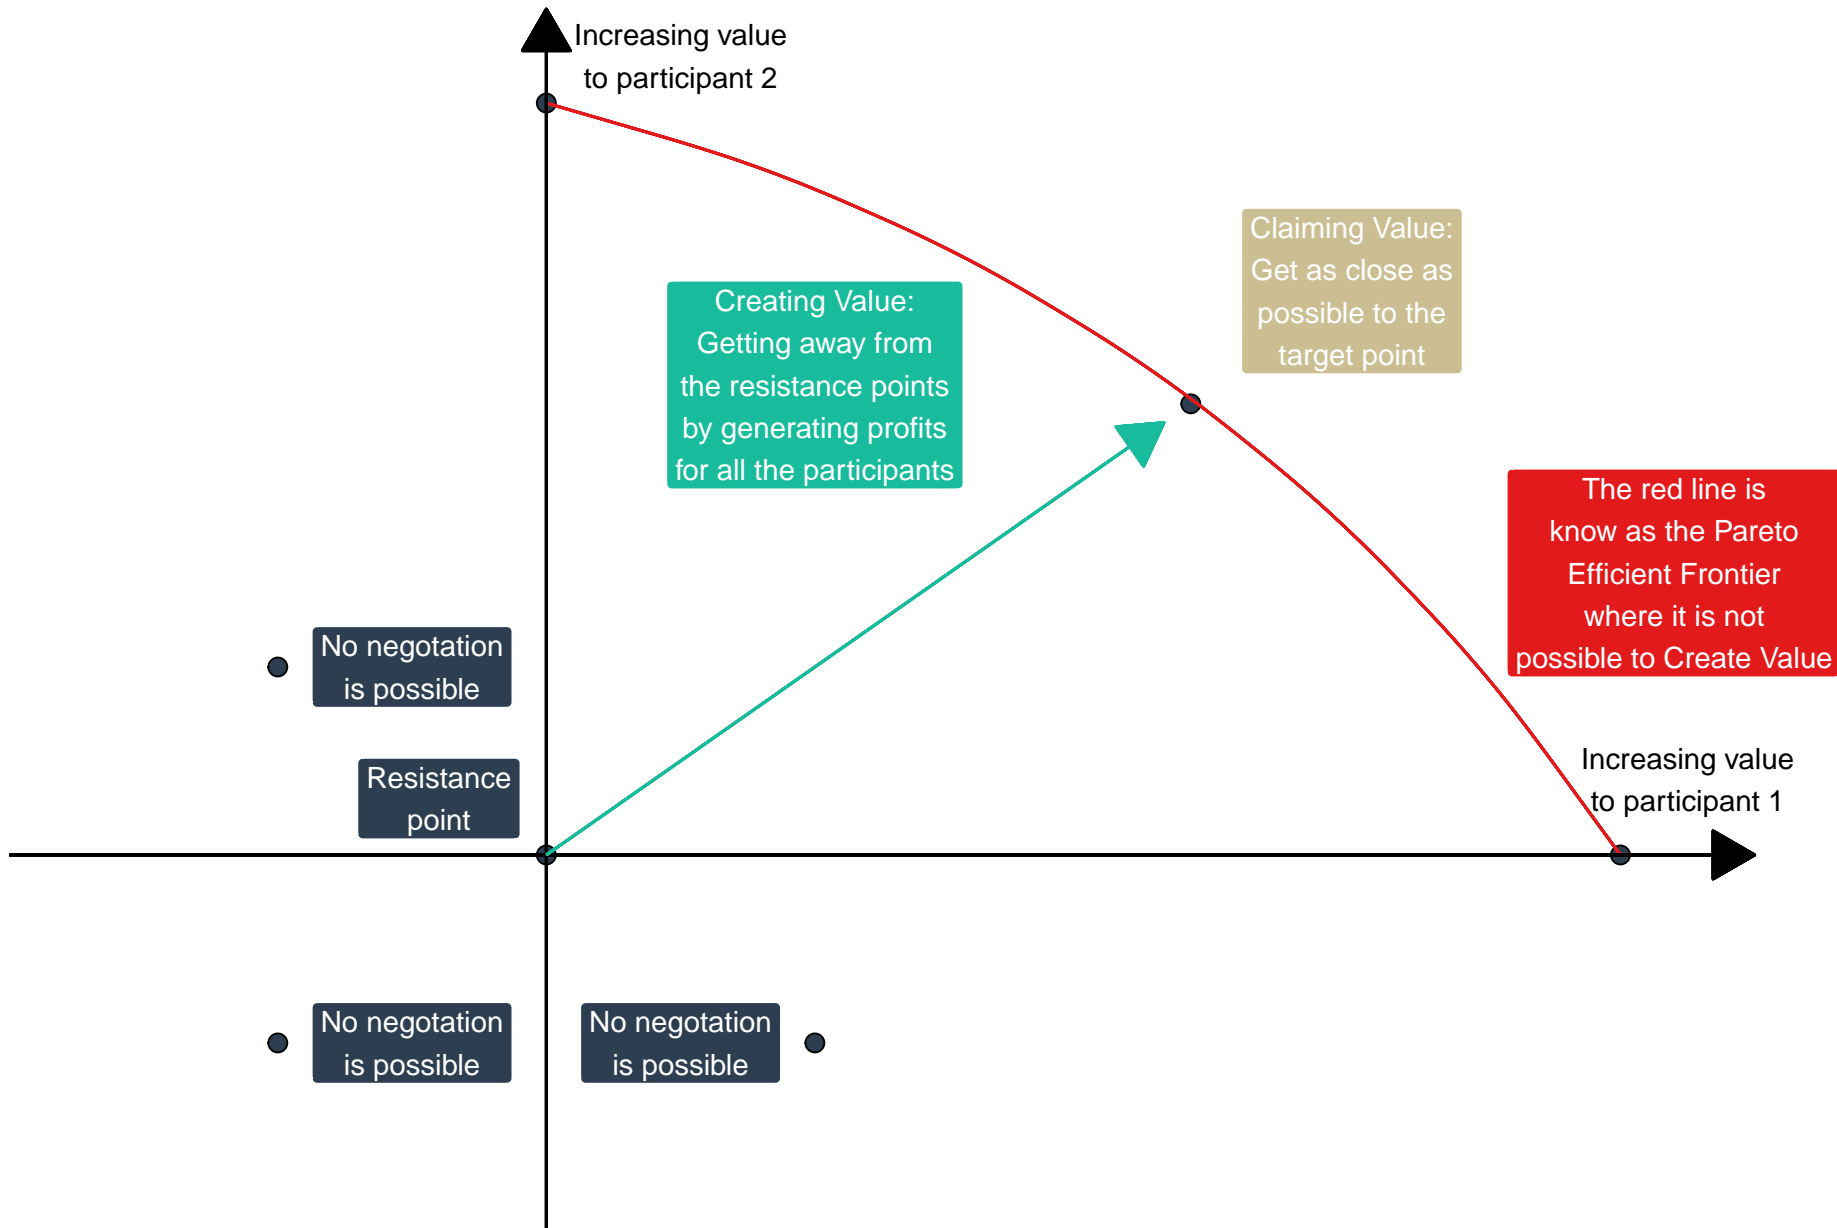 Increasing value
to participant 2
Claiming Value:
Get as close as
possible to the
target point
Creating Value:
Getting away from
the resistance points
by generating profits
for all the participants
The red line is
know as the Pareto
Efficient Frontier
where it is not
possible to Create Value
No negotation
is possible
Resistance
point
Increasing value
to participant 1
No negotation
is possible
No negotation
is possible